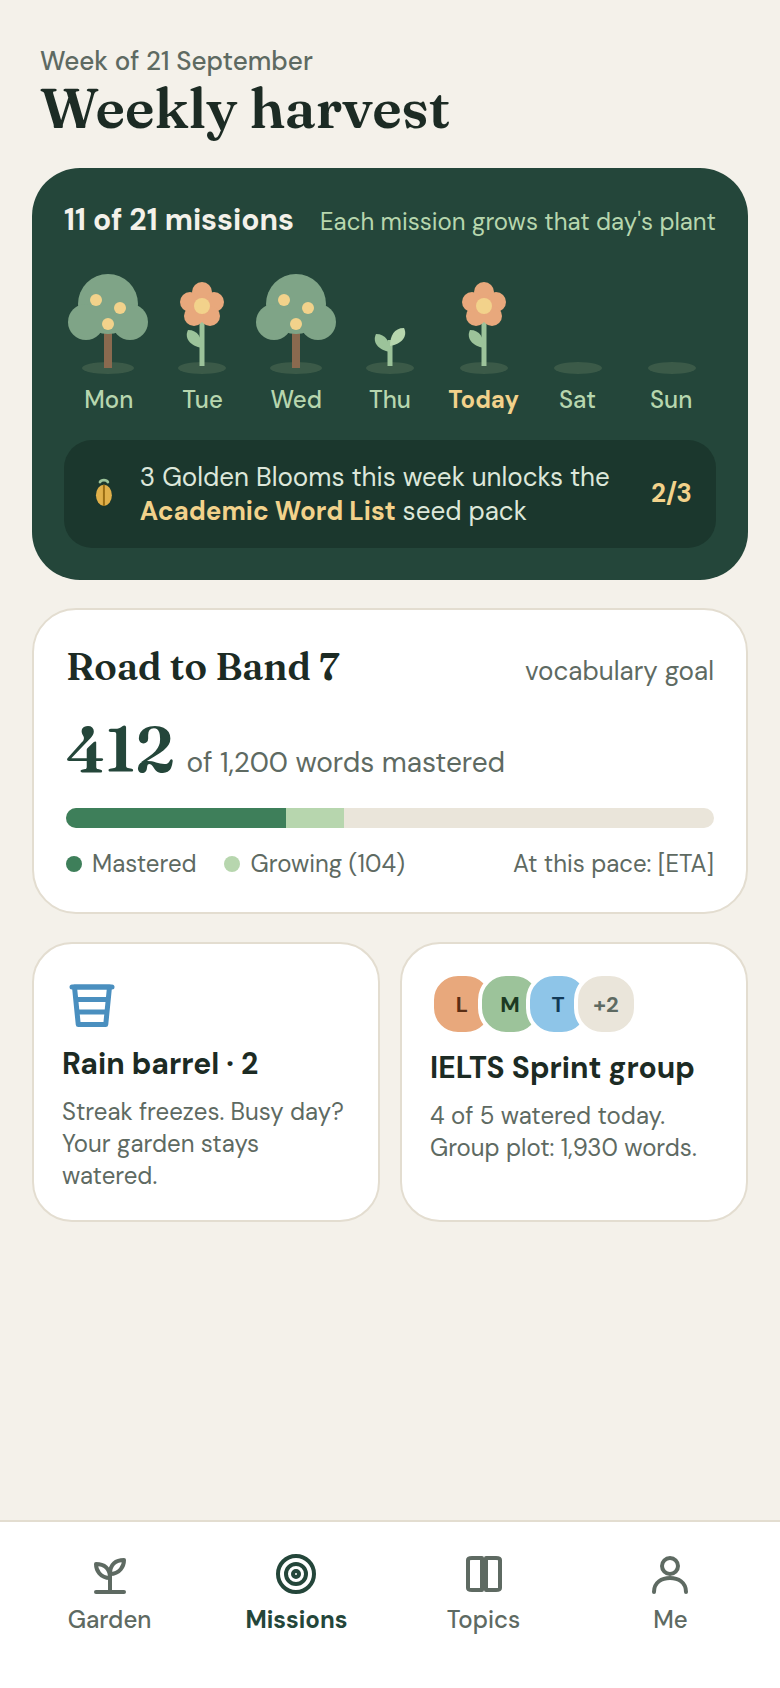 Week of 21 September
Weekly harvest
11 of 21 missions
Each mission grows that day's plant
Mon
Tue
Wed
Thu
Today
Sat
Sun
3 Golden Blooms this week unlocks the
Academic Word List seed pack
2/3
Road to Band 7
vocabulary goal
412 of 1,200 words mastered
Mastered
Growing (104)
At this pace: [ETA]
Rain barrel · 2
Streak freezes. Busy day?
Your garden stays
watered.
L
M
T
+2
IELTS Sprint group
4 of 5 watered today.
Group plot: 1,930 words.
Garden
Missions
Topics
Me